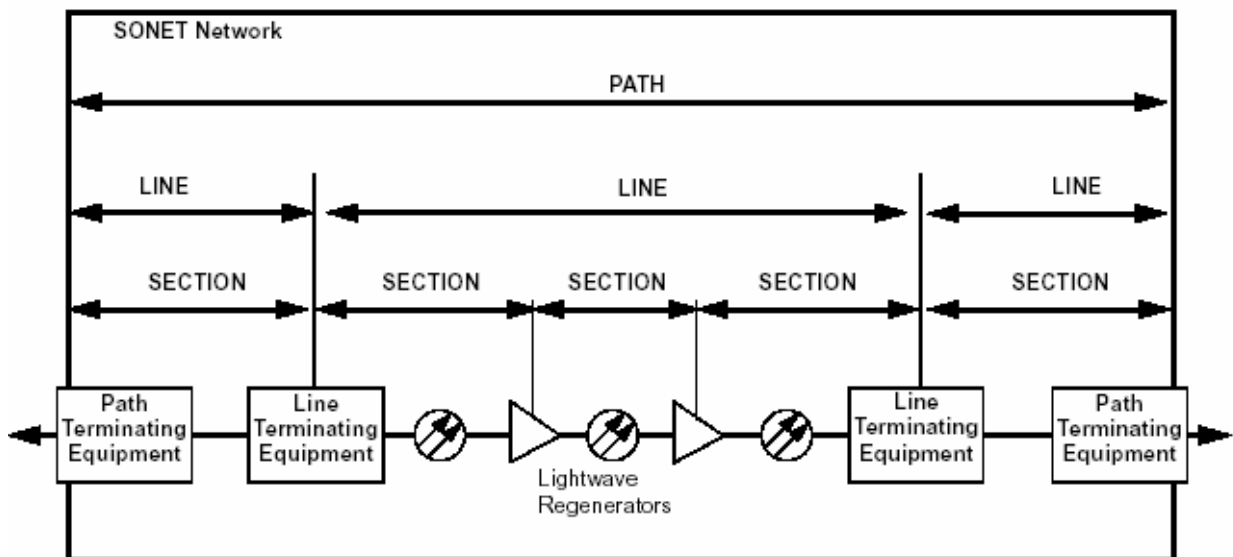 SONET Network
PATH
LINE
LINE
LINE
SECTION
SECTION
SECTION
SECTION
SECTION
Path
Terminating
Equipment
Line
Terminating
Equipment
Lightwave
Regenerators
Line
Terminating
Equipment
Path
Terminating
Equipment